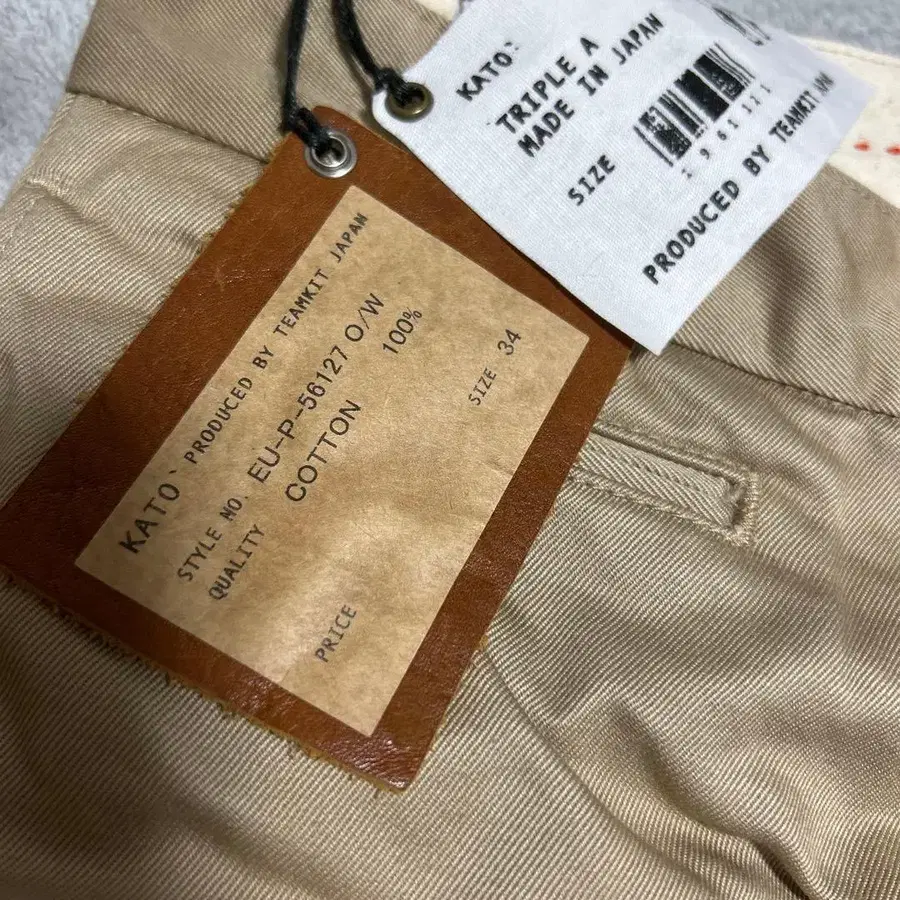 KATO`
TRIPLE A
MADE IN JAPAN
SIZE
PRODUCED BY TEAMKIT
KATO` PRODUCED BY TEAMKIT JAPAN
STYLE NO. EU-P-56127 O/W
QUALITY COTTON 100%
PRICE SIZE 34